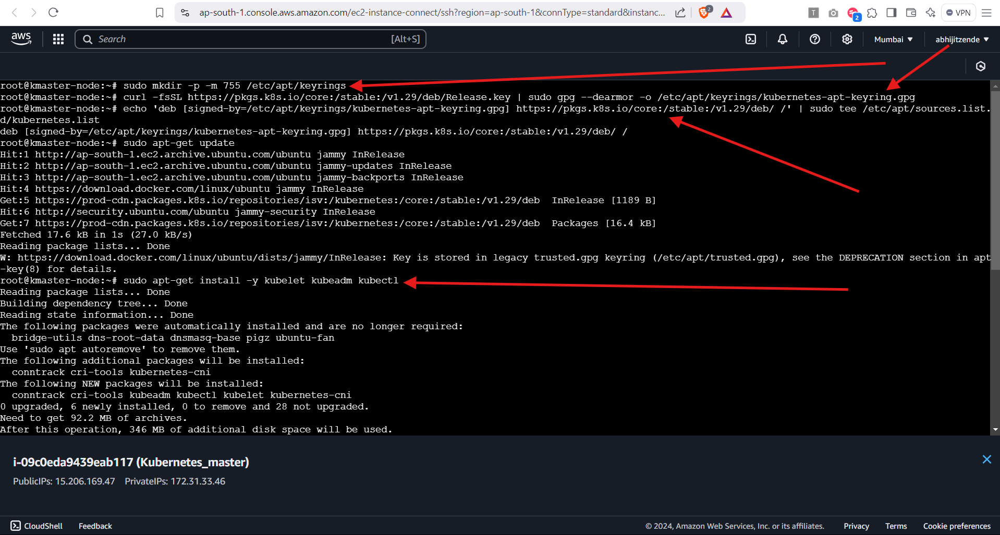 ap-south-1.console.aws.amazon.com/ec2-instance-connect/ssh?region=ap-south-1&connType=standard&instanc...
2
T
2
VPN
aws
Search
[Alt+S]
Mumbai
abhijitzende
root@kmaster-node:~# sudo mkdir -p -m 755 /etc/apt/keyrings
root@kmaster-node:~# curl -fsSL https://pkgs.k8s.io/core:/stable:/v1.29/deb/Release.key | sudo gpg --dearmor -o /etc/apt/keyrings/kubernetes-apt-keyring.gpg
root@kmaster-node:~# echo 'deb [signed-by=/etc/apt/keyrings/kubernetes-apt-keyring.gpg] https://pkgs.k8s.io/core:/stable:/v1.29/deb/ /' | sudo tee /etc/apt/sources.list.
d/kubernetes.list
deb [signed-by=/etc/apt/keyrings/kubernetes-apt-keyring.gpg] https://pkgs.k8s.io/core:/stable:/v1.29/deb/ /
root@kmaster-node:~# sudo apt-get update
Hit:1 http://ap-south-1.ec2.archive.ubuntu.com/ubuntu jammy InRelease
Hit:2 http://ap-south-1.ec2.archive.ubuntu.com/ubuntu jammy-updates InRelease
Hit:3 http://ap-south-1.ec2.archive.ubuntu.com/ubuntu jammy-backports InRelease
Hit:4 https://download.docker.com/linux/ubuntu jammy InRelease
Get:5 https://prod-cdn.packages.k8s.io/repositories/isv:/kubernetes:/core:/stable:/v1.29/deb  InRelease [1189 B]
Hit:6 http://security.ubuntu.com/ubuntu jammy-security InRelease
Get:7 https://prod-cdn.packages.k8s.io/repositories/isv:/kubernetes:/core:/stable:/v1.29/deb  Packages [16.4 kB]
Fetched 17.6 kB in 1s (27.0 kB/s)
Reading package lists... Done
W: https://download.docker.com/linux/ubuntu/dists/jammy/InRelease: Key is stored in legacy trusted.gpg keyring (/etc/apt/trusted.gpg), see the DEPRECATION section in apt
-key(8) for details.
root@kmaster-node:~# sudo apt-get install -y kubelet kubeadm kubectl
Reading package lists... Done
Building dependency tree... Done
Reading state information... Done
The following packages were automatically installed and are no longer required:
  bridge-utils dns-root-data dnsmasq-base pigz ubuntu-fan
Use 'sudo apt autoremove' to remove them.
The following additional packages will be installed:
  conntrack cri-tools kubernetes-cni
The following NEW packages will be installed:
  conntrack cri-tools kubeadm kubectl kubelet kubernetes-cni
0 upgraded, 6 newly installed, 0 to remove and 28 not upgraded.
Need to get 92.2 MB of archives.
After this operation, 346 MB of additional disk space will be used.
i-09c0eda9439eab117 (Kubernetes_master)
PublicIPs: 15.206.169.47 PrivateIPs: 172.31.33.46
CloudShell
Feedback
© 2024, Amazon Web Services, Inc. or its affiliates.
Privacy
Terms
Cookie preferences